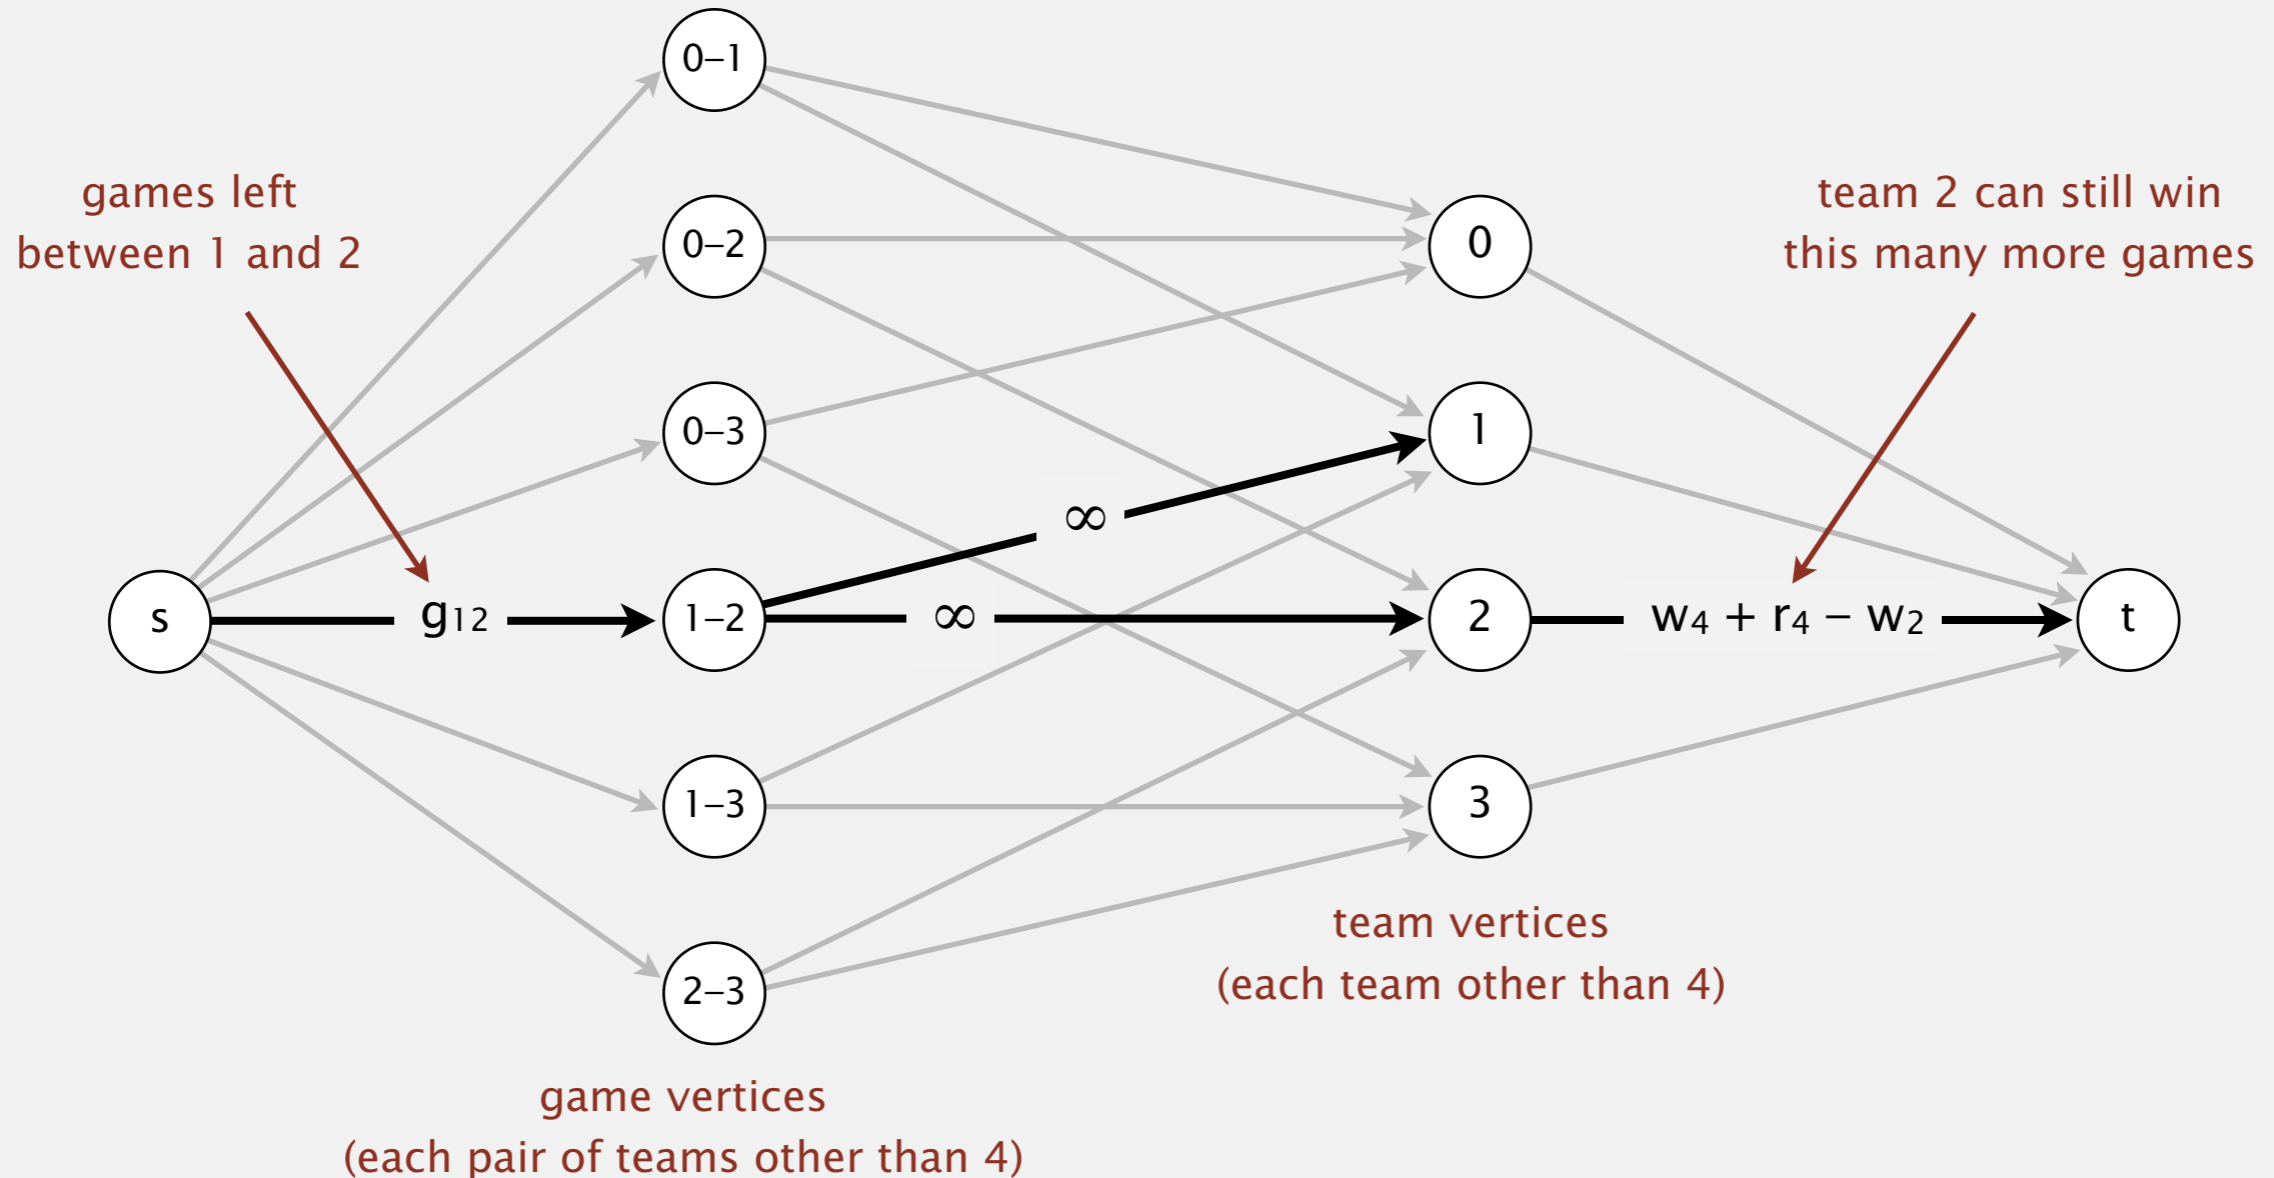 0–1
games left
between 1 and 2
team 2 can still win
this many more games
0–2
0
0–3
1
∞
s
g12
1–2
∞
2
w4 + r4 – w2
t
1–3
3
2–3
team vertices
(each team other than 4)
game vertices
(each pair of teams other than 4)